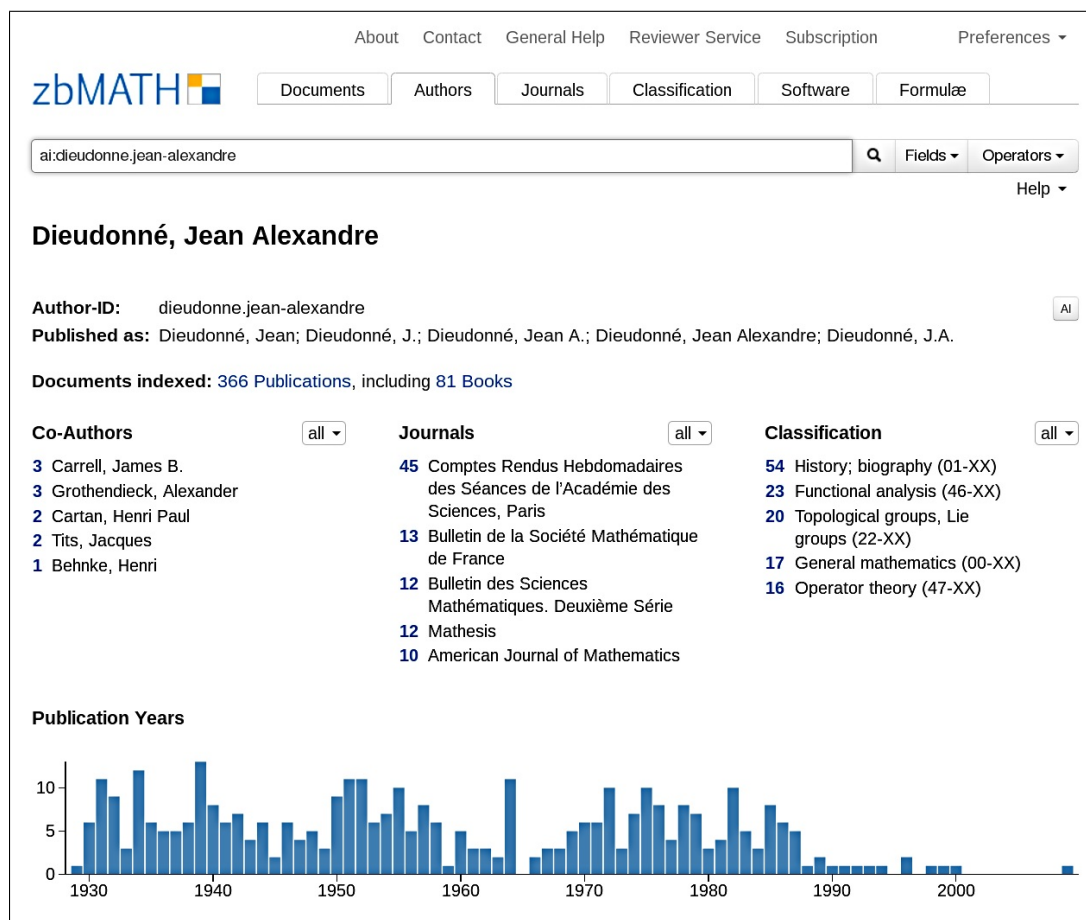 About Contact General Help Reviewer Service Subscription Preferences
zbMATH Documents Authors Journals Classification Software Formulæ
ai:dieudonne.jean-alexandre Fields Operators
Help
Dieudonné, Jean Alexandre
Author-ID: dieudonne.jean-alexandre AI
Published as: Dieudonné, Jean; Dieudonné, J.; Dieudonné, Jean A.; Dieudonné, Jean Alexandre; Dieudonné, J.A.
Documents indexed: 366 Publications, including 81 Books
Co-Authors all
3 Carrell, James B.
3 Grothendieck, Alexander
2 Cartan, Henri Paul
2 Tits, Jacques
1 Behnke, Henri
Journals all
45 Comptes Rendus Hebdomadaires
des Séances de l'Académie des
Sciences, Paris
13 Bulletin de la Société Mathématique
de France
12 Bulletin des Sciences
Mathématiques. Deuxième Série
12 Mathesis
10 American Journal of Mathematics
Classification all
54 History; biography (01-XX)
23 Functional analysis (46-XX)
20 Topological groups, Lie
groups (22-XX)
17 General mathematics (00-XX)
16 Operator theory (47-XX)
Publication Years
10
5
0
1930 1940 1950 1960 1970 1980 1990 2000